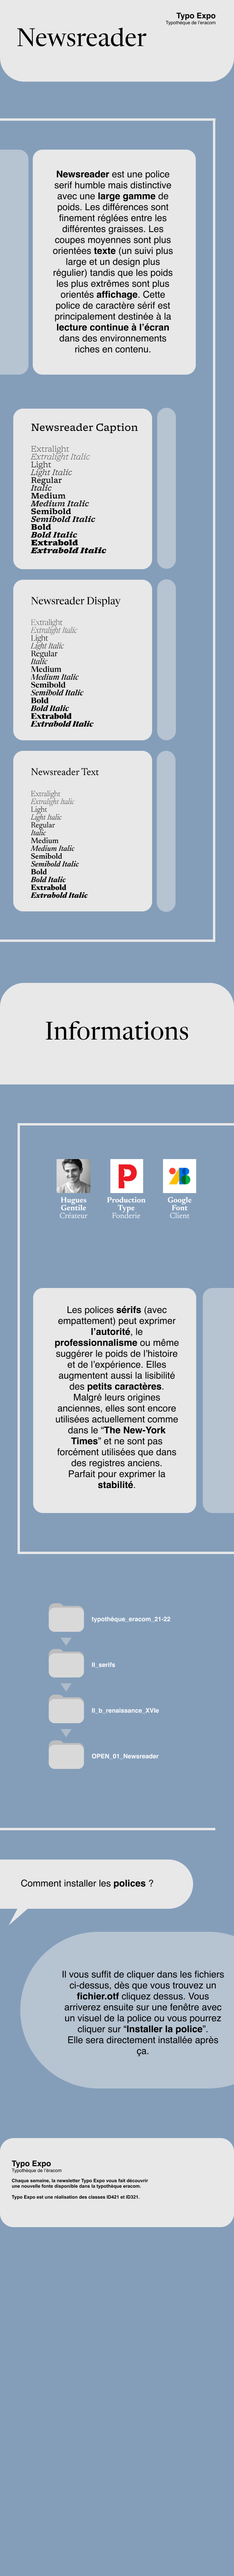 Typo Expo
Typothèque de l'eracom
Newsreader
Newsreader est une police
serif humble mais distinctive
avec une large gamme de
poids. Les différences sont
finement réglées entre les
différentes graisses. Les
coupes moyennes sont plus
orientées texte (un suivi plus
large et un design plus
régulier) tandis que les poids
les plus extrêmes sont plus
orientés affichage. Cette
police de caractère sérif est
principalement destinée à la
lecture continue à l'écran
dans des environnements
riches en contenu.
Newsreader Caption
Extralight
Extralight Italic
Light
Light Italic
Regular
Italic
Medium
Medium Italic
Semibold
Semibold Italic
Bold
Bold Italic
Extrabold
Extrabold Italic
Newsreader Display
Extralight
Extralight Italic
Light
Light Italic
Regular
Italic
Medium
Medium Italic
Semibold
Semibold Italic
Bold
Bold Italic
Extrabold
Extrabold Italic
Newsreader Text
Extralight
Extralight Italic
Light
Light Italic
Regular
Italic
Medium
Medium Italic
Semibold
Semibold Italic
Bold
Bold Italic
Extrabold
Extrabold Italic
Informations
Hugues
Gentile
Créateur
P
Production
Type
Fonderie
Google
Font
Client
Les polices sérifs (avec
empattement) peut exprimer
l'autorité, le
professionnalisme ou même
suggérer le poids de l'histoire
et de l'expérience. Elles
augmentent aussi la lisibilité
des petits caractères.
Malgré leurs origines
anciennes, elles sont encore
utilisées actuellement comme
dans le "The New-York
Times" et ne sont pas
forcément utilisées que dans
des registres anciens.
Parfait pour exprimer la
stabilité.
typothèque_eracom_21-22
II_serifs
II_b_renaissance_XVIe
OPEN_01_Newsreader
Comment installer les polices ?
Il vous suffit de cliquer dans les fichiers
ci-dessus, dès que vous trouvez un
fichier.otf cliquez dessus. Vous
arriverez ensuite sur une fenêtre avec
un visuel de la police ou vous pourrez
cliquer sur "Installer la police".
Elle sera directement installée après
ça.
Typo Expo
Typothèque de l'éracom
Chaque semaine, la newsletter Typo Expo vous fait découvrir
une nouvelle fonte disponible dans la typothèque eracom.
Typo Expo est une réalisation des classes ID421 et ID321.